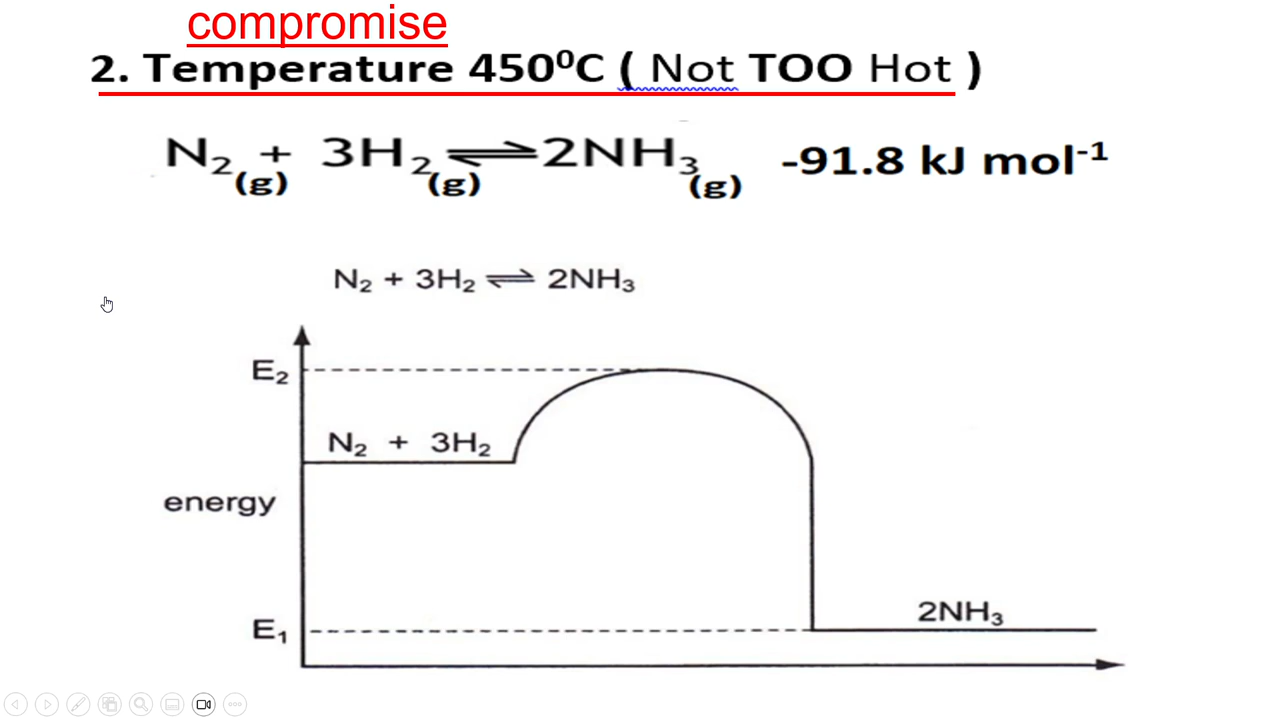 compromise
2. Temperature 450⁰C ( Not TOO Hot )
N₂(g) + 3H₂(g) ⇌ 2NH₃(g) -91.8 kJ mol⁻¹
N₂ + 3H₂ ⇌ 2NH₃
E₂
N₂ + 3H₂
energy
2NH₃
E₁